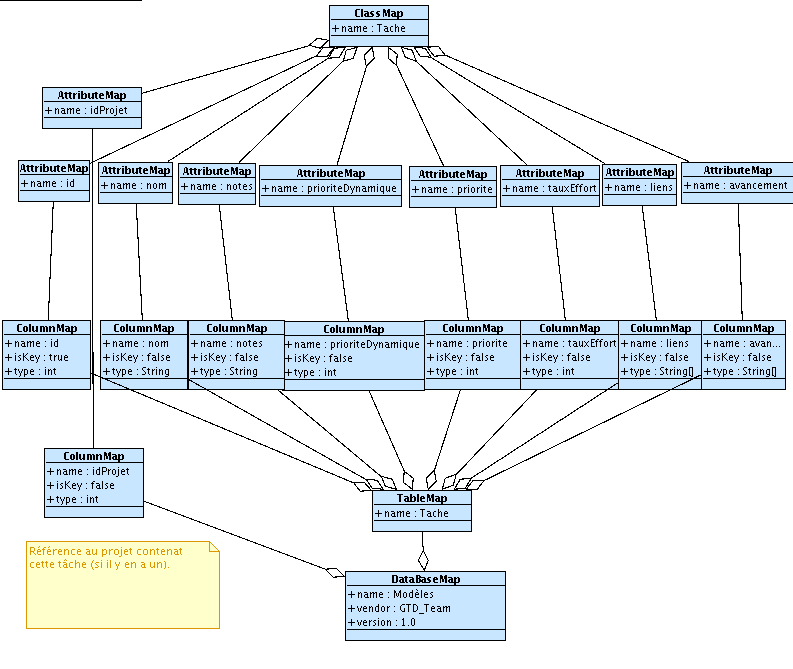 ClassMap
+name : Tache
AttributeMap
+name : idProjet
AttributeMap
+name : id
AttributeMap
+name : nom
AttributeMap
+name : notes
AttributeMap
+name : prioriteDynamique
AttributeMap
+name : priorite
AttributeMap
+name : tauxEffort
AttributeMap
+name : liens
AttributeMap
+name : avancement
ColumnMap
+name : id
+isKey : true
+type : int
ColumnMap
+name : nom
+isKey : false
+type : String
ColumnMap
+name : notes
+isKey : false
+type : String
ColumnMap
+name : prioriteDynamique
+isKey : false
+type : int
ColumnMap
+name : priorite
+isKey : false
+type : int
ColumnMap
+name : tauxEffort
+isKey : false
+type : int
ColumnMap
+name : liens
+isKey : false
+type : String[]
ColumnMap
+name : avan...
+isKey : false
+type : String[]
ColumnMap
+name : idProjet
+isKey : false
+type : int
TableMap
+name : Tache
Référence au projet contenat
cette tâche (si il y en a un).
DataBaseMap
+name : Modèles
+vendor : GTD_Team
+version : 1.0